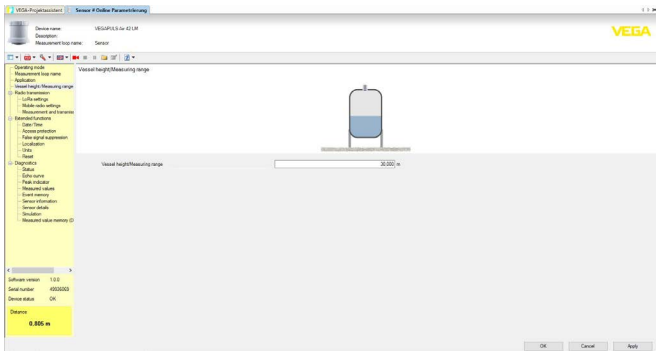 VEGA-Projektassistent
Sensor # Online Parametrierung
Device name: VEGAPULS Air 42 LM
Description:
Measurement loop name: Sensor
VEGA
Operating mode
Measurement loop name
Application
Vessel height/Measuring range
Radio transmission
LoRa settings
Mobile radio settings
Measurement and transmis
Extended functions
Date/Time
Access protection
False signal suppression
Localisation
Units
Reset
Diagnostics
Status
Echo curve
Peak indicator
Measured values
Event memory
Sensor information
Sensor details
Simulation
Measured value memory (D
Vessel height/Measuring range
Vessel height/Measuring range 30.000 m
Software version 1.0.0
Serial number
Device status OK
Distance
0.805 m
OK Cancel Apply